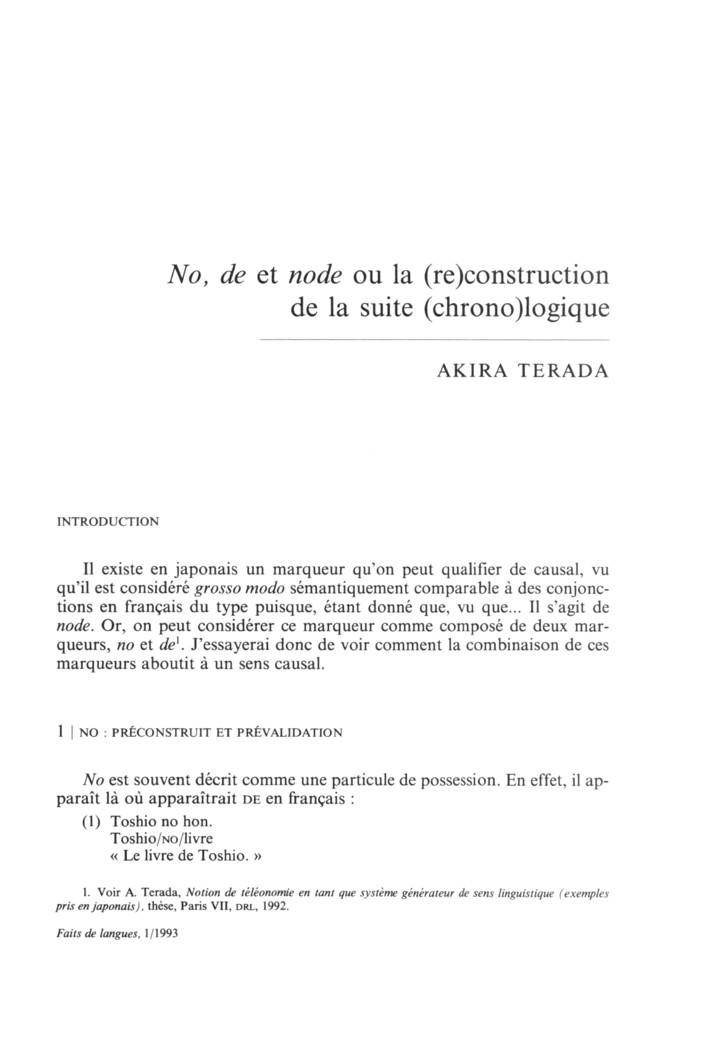 No, de et node ou la (re)construction
de la suite (chrono)logique
AKIRA TERADA
INTRODUCTION
Il existe en japonais un marqueur qu'on peut qualifier de causal, vu
qu'il est considéré grosso modo sémantiquement comparable à des conjonc-
tions en français du type puisque, étant donné que, vu que... Il s'agit de
node. Or, on peut considérer ce marqueur comme composé de deux mar-
queurs, no et de¹. J'essayerai donc de voir comment la combinaison de ces
marqueurs aboutit à un sens causal.
1 | NO : PRÉCONSTRUIT ET PRÉVALIDATION
No est souvent décrit comme une particule de possession. En effet, il ap-
paraît là où apparaîtrait DE en français :
(1) Toshio no hon.
Toshio/NO/livre
« Le livre de Toshio. »
1. Voir A. Terada, Notion de téléonomie en tant que système générateur de sens linguistique (exemples
pris en japonais), thèse, Paris VII, DRL, 1992.
Faits de langues, 1/1993